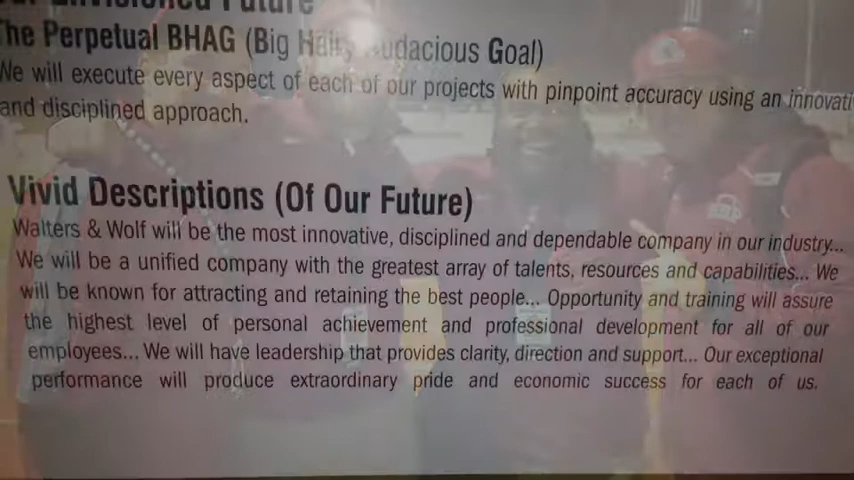 Envisioned Future
The Perpetual BHAG (Big Hairy Audacious Goal)
We will execute every aspect of each of our projects with pinpoint accuracy using an innovati
and disciplined approach.
Vivid Descriptions (Of Our Future)
Walters & Wolf will be the most innovative, disciplined and dependable company in our industry...
We will be a unified company with the greatest array of talents, resources and capabilities... We
will be known for attracting and retaining the best people... Opportunity and training will assure
the highest level of personal achievement and professional development for all of our
employees... We will have leadership that provides clarity, direction and support... Our exceptional
performance will produce extraordinary pride and economic success for each of us.